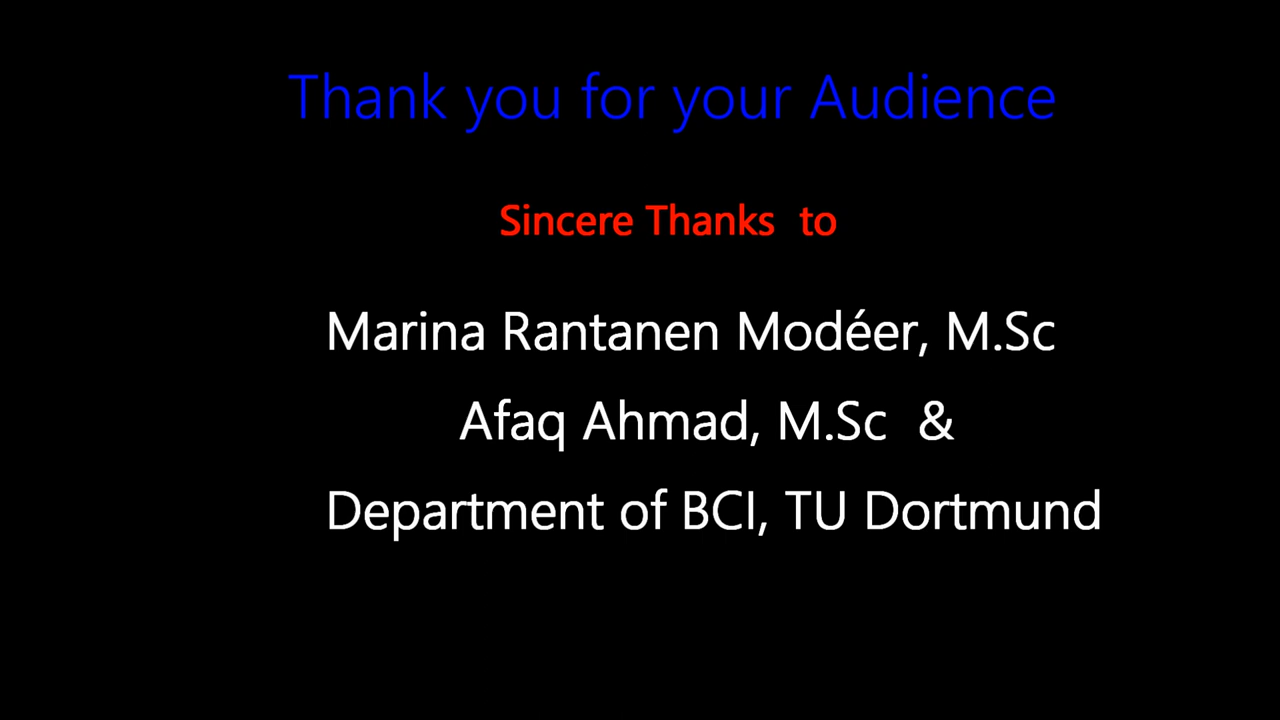 Thank you for your Audience
Sincere Thanks  to
Marina Rantanen Modéer, M.Sc
Afaq Ahmad, M.Sc  &
Department of BCI, TU Dortmund